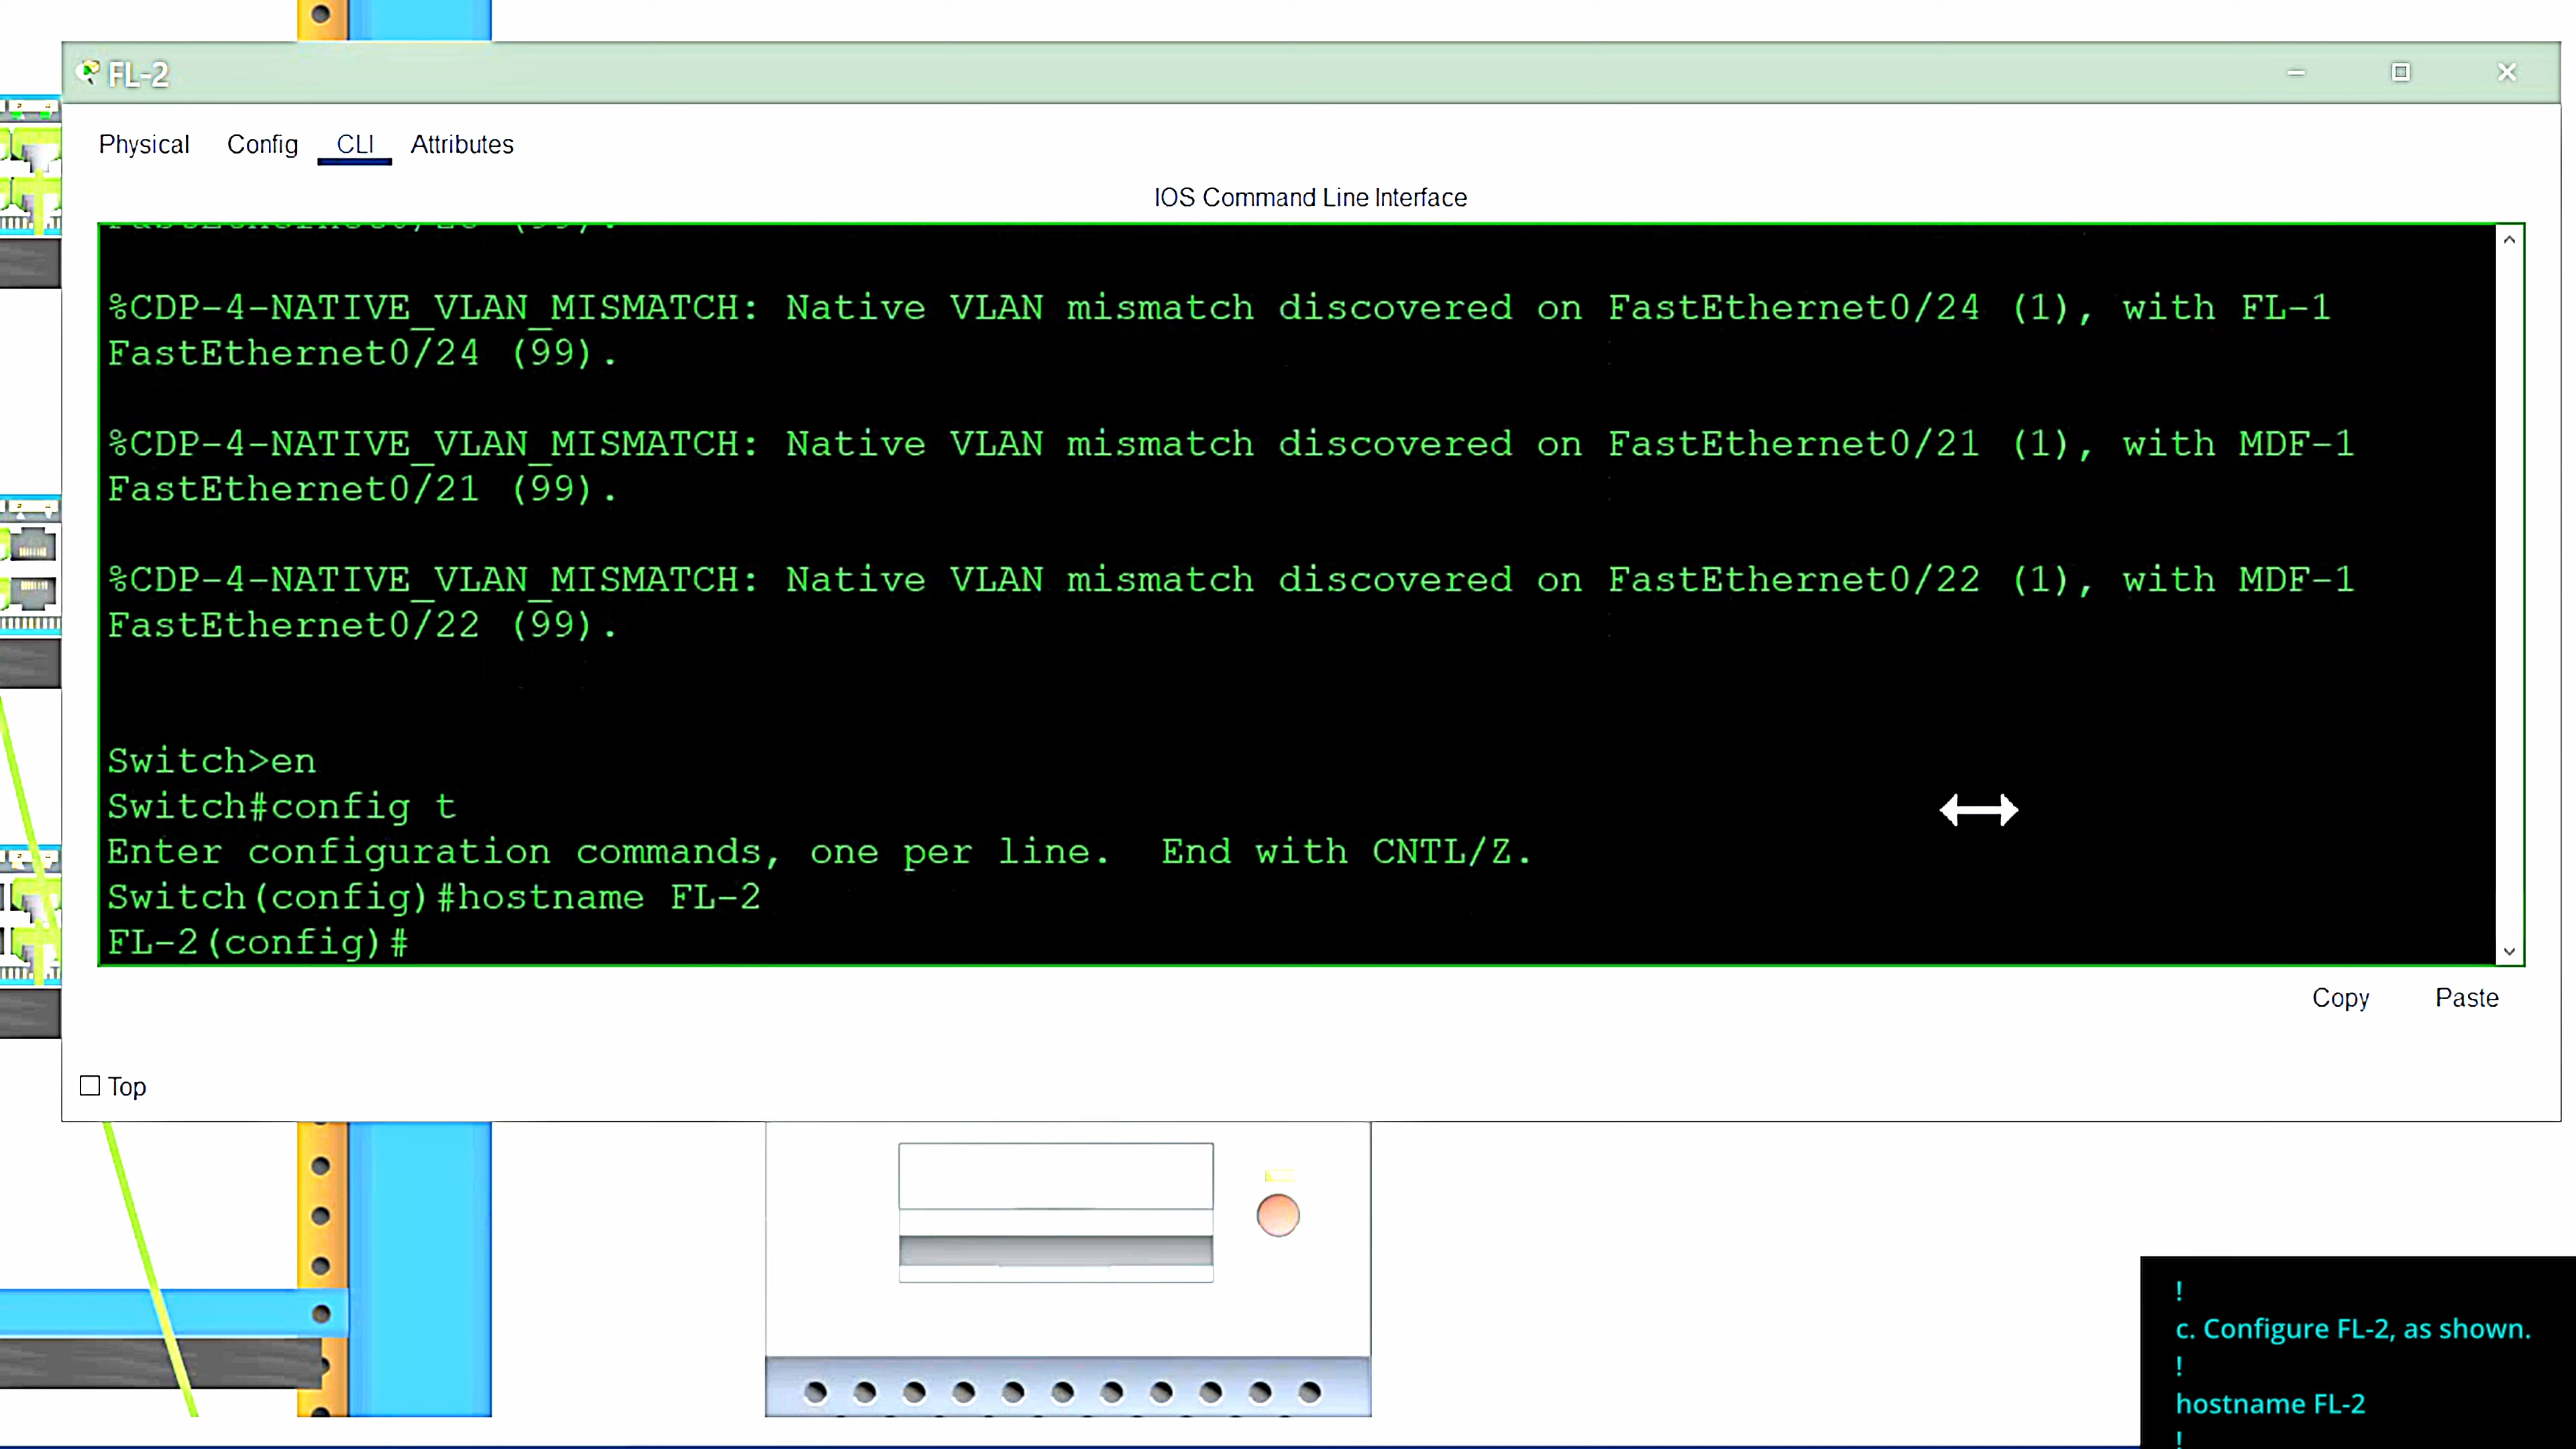 FL-2
Physical Config CLI Attributes
IOS Command Line Interface
%CDP-4-NATIVE_VLAN_MISMATCH: Native VLAN mismatch discovered on FastEthernet0/24 (1), with FL-1
FastEthernet0/24 (99).
%CDP-4-NATIVE_VLAN_MISMATCH: Native VLAN mismatch discovered on FastEthernet0/21 (1), with MDF-1
FastEthernet0/21 (99).
%CDP-4-NATIVE_VLAN_MISMATCH: Native VLAN mismatch discovered on FastEthernet0/22 (1), with MDF-1
FastEthernet0/22 (99).
Switch>en
Switch#config t
Enter configuration commands, one per line.  End with CNTL/Z.
Switch(config)#hostname FL-2
FL-2(config)#
Copy Paste
Top
!
c. Configure FL-2, as shown.
!
hostname FL-2
!